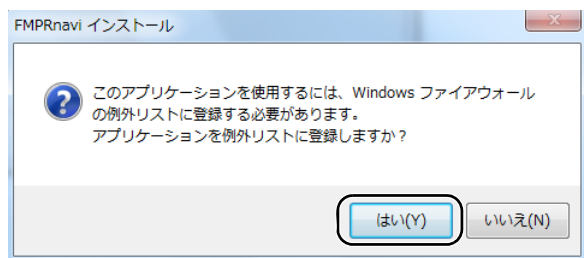 FMPRnavi インストール
このアプリケーションを使用するには、Windows ファイアウォール
の例外リストに登録する必要があります。
アプリケーションを例外リストに登録しますか?
はい(Y) いいえ(N)